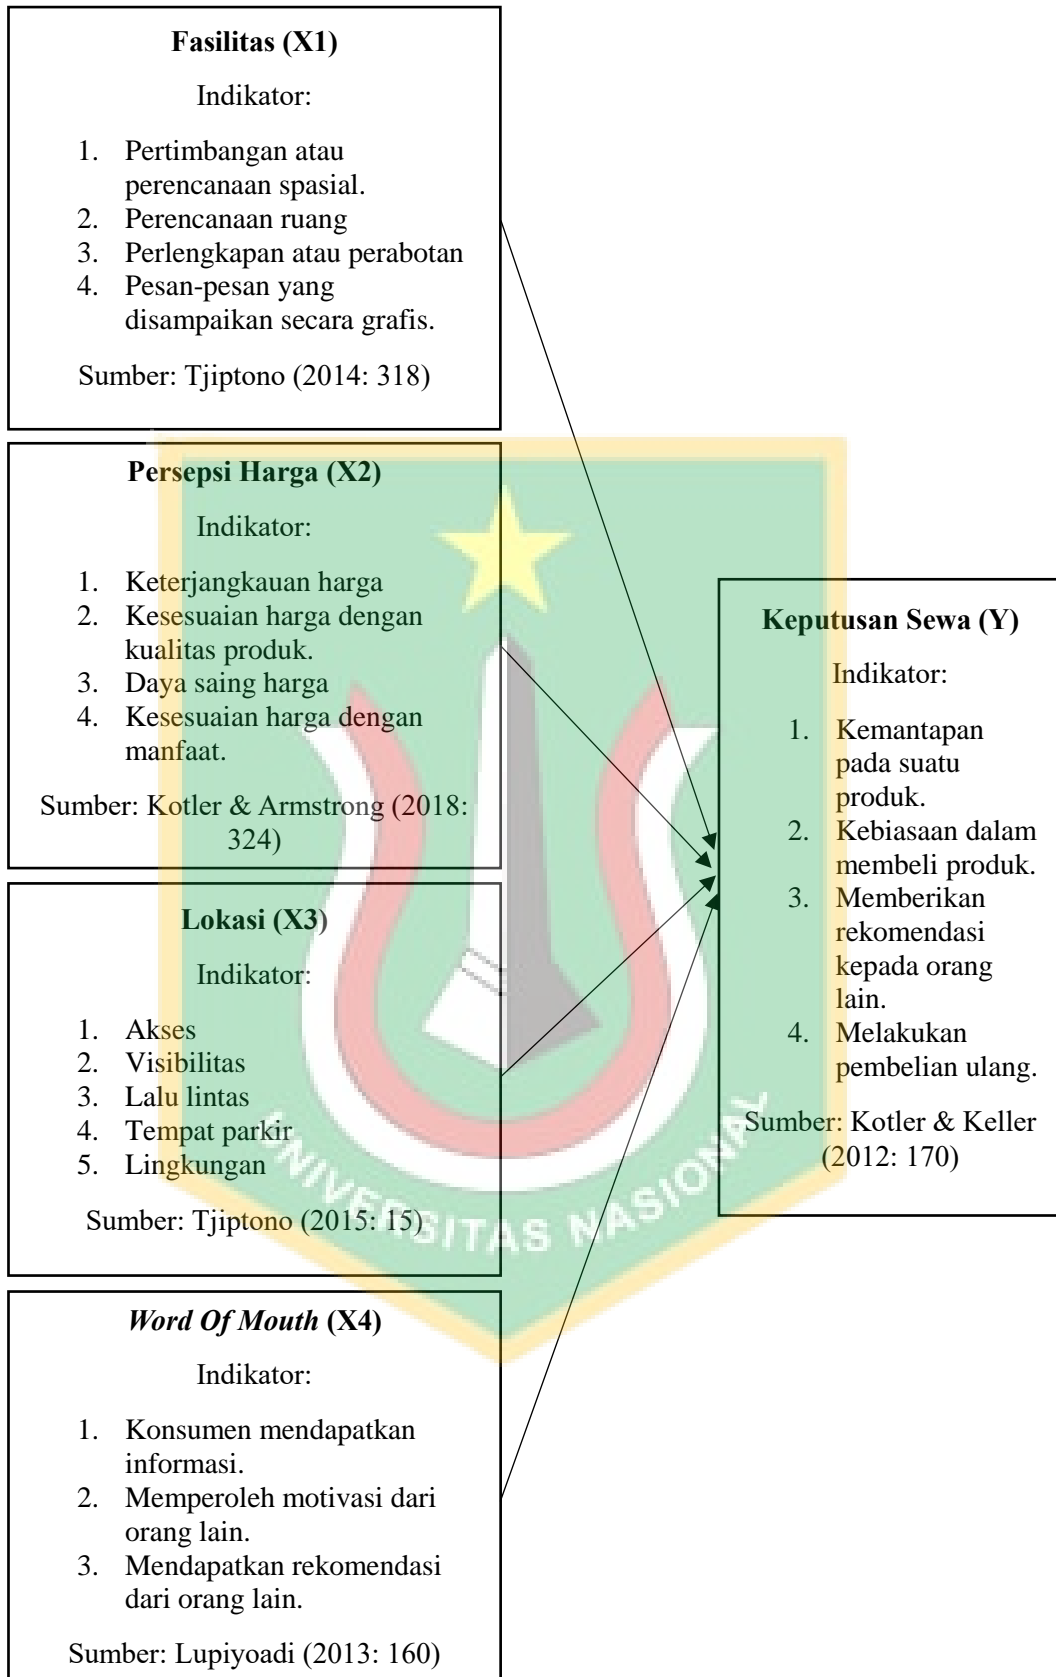 Fasilitas (X1)
Indikator:
1. Pertimbangan atau
perencanaan spasial.
2. Perencanaan ruang
3. Perlengkapan atau perabotan
4. Pesan-pesan yang
disampaikan secara grafis.
Sumber: Tjiptono (2014: 318)
Persepsi Harga (X2)
Indikator:
1. Keterjangkauan harga
2. Kesesuaian harga dengan
kualitas produk.
3. Daya saing harga
4. Kesesuaian harga dengan
manfaat.
Sumber: Kotler & Armstrong (2018:
324)
Lokasi (X3)
Indikator:
1. Akses
2. Visibilitas
3. Lalu lintas
4. Tempat parkir
5. Lingkungan
Sumber: Tjiptono (2015: 15)
Word Of Mouth (X4)
Indikator:
1. Konsumen mendapatkan
informasi.
2. Memperoleh motivasi dari
orang lain.
3. Mendapatkan rekomendasi
dari orang lain.
Sumber: Lupiyoadi (2013: 160)
Keputusan Sewa (Y)
Indikator:
1. Kemantapan
pada suatu
produk.
2. Kebiasaan dalam
membeli produk.
3. Memberikan
rekomendasi
kepada orang
lain.
4. Melakukan
pembelian ulang.
Sumber: Kotler & Keller
(2012: 170)
UNIVERSITAS NASIONAL